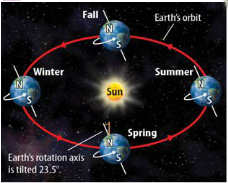 Fall
Earth's orbit
N
S
Winter
Summer
N
S
Sun
N
S
Spring
N
S
Earth's rotation axis
is tilted 23.5°.